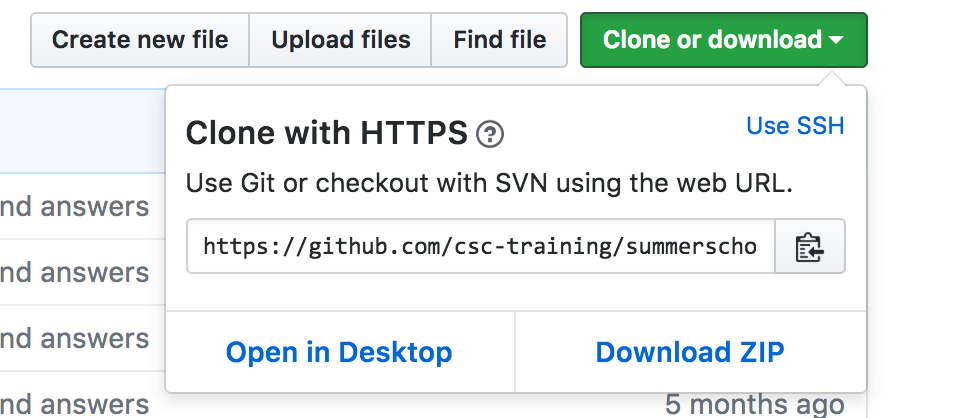 Create new file Upload files Find file Clone or download
Clone with HTTPS ?
Use SSH
Use Git or checkout with SVN using the web URL.
nd answers
https://github.com/csc-training/summerscho
nd answers
nd answers
Open in Desktop Download ZIP
nd answers
5 months ago